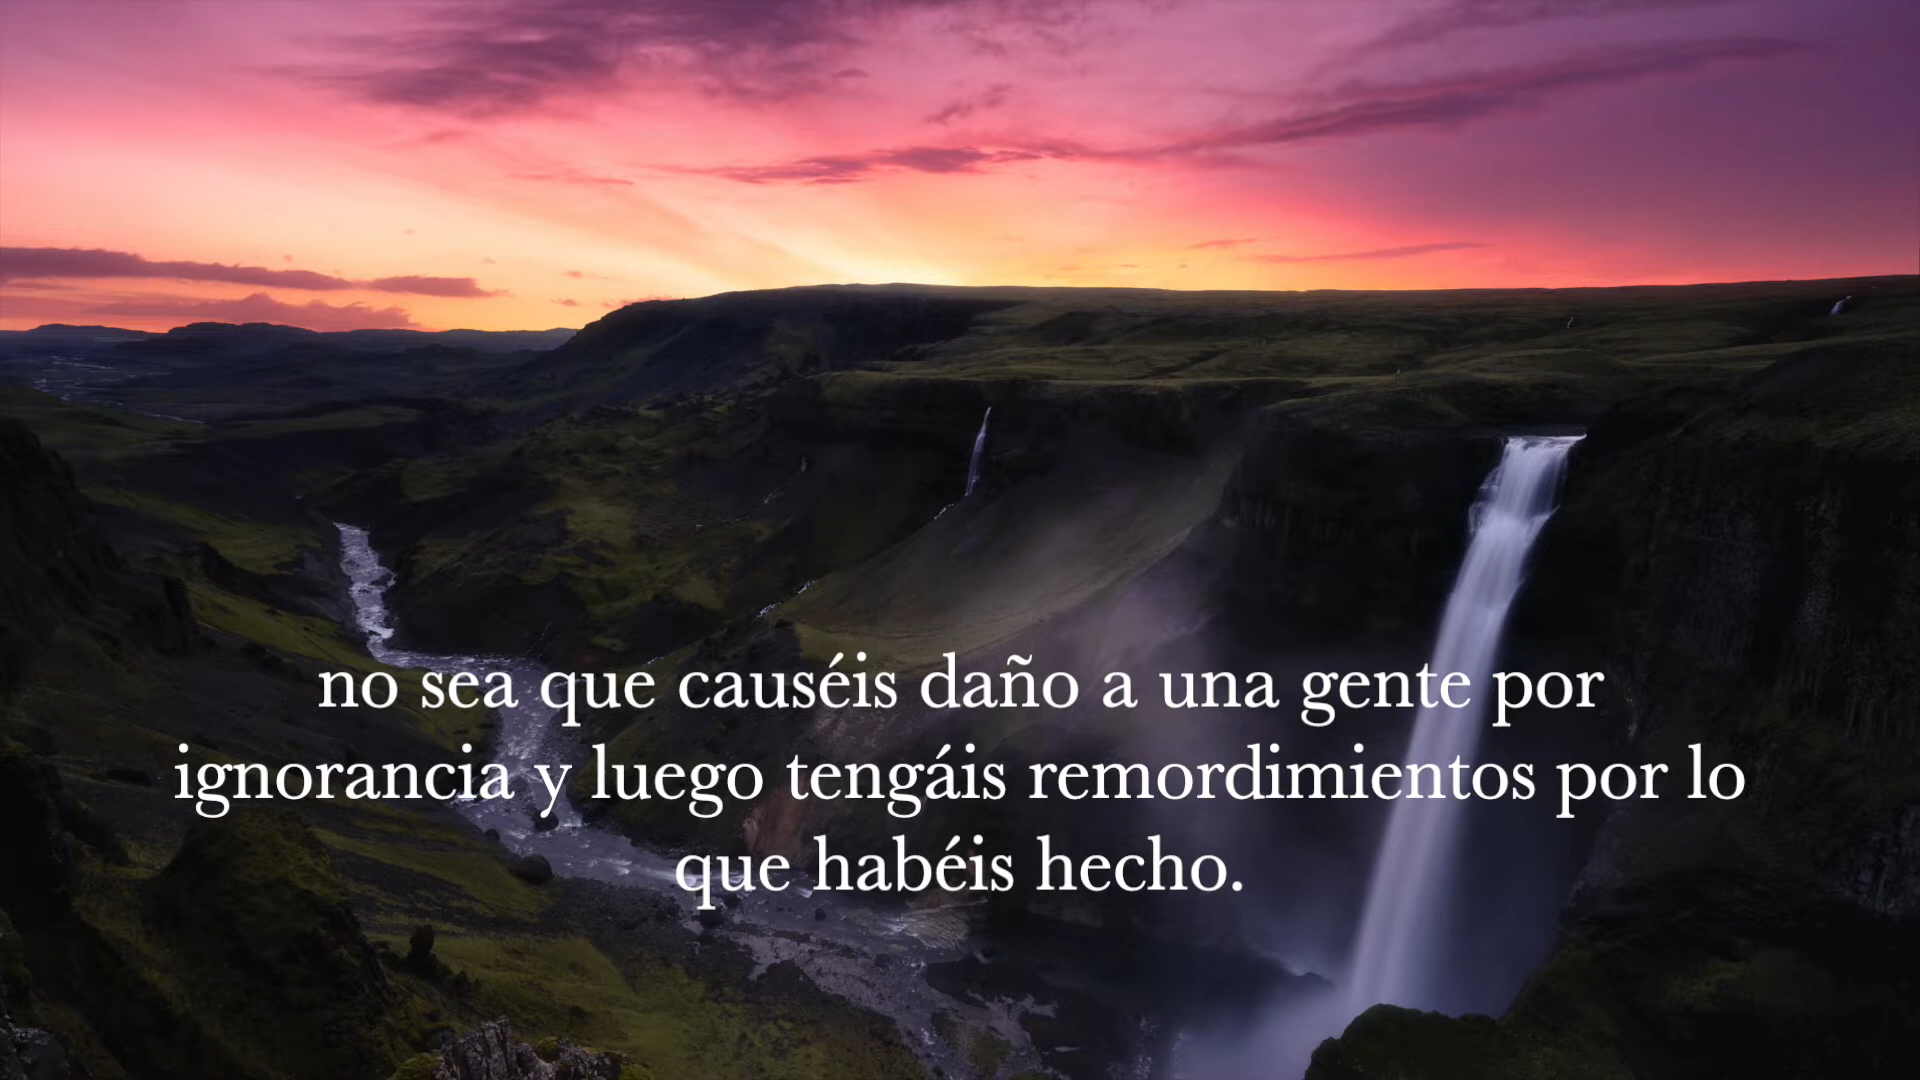 no sea que causéis daño a una gente por
ignorancia y luego tengáis remordimientos por lo
que habéis hecho.